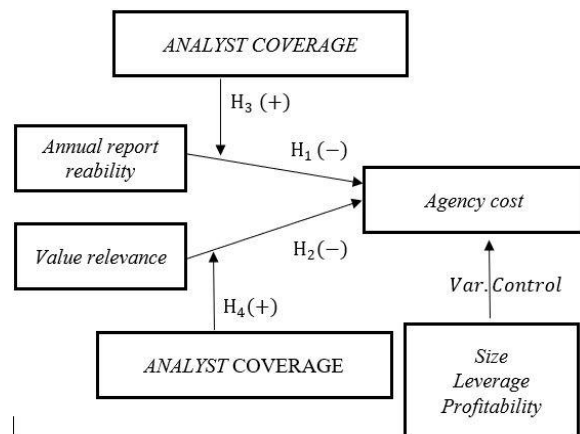 ANALYST COVERAGE
H₃ (+)
Annual report
reability
H₁ (−)
Agency cost
Value relevance
H₂(−)
H₄(+)
Var.Control
ANALYST COVERAGE
Size
Leverage
Profitability